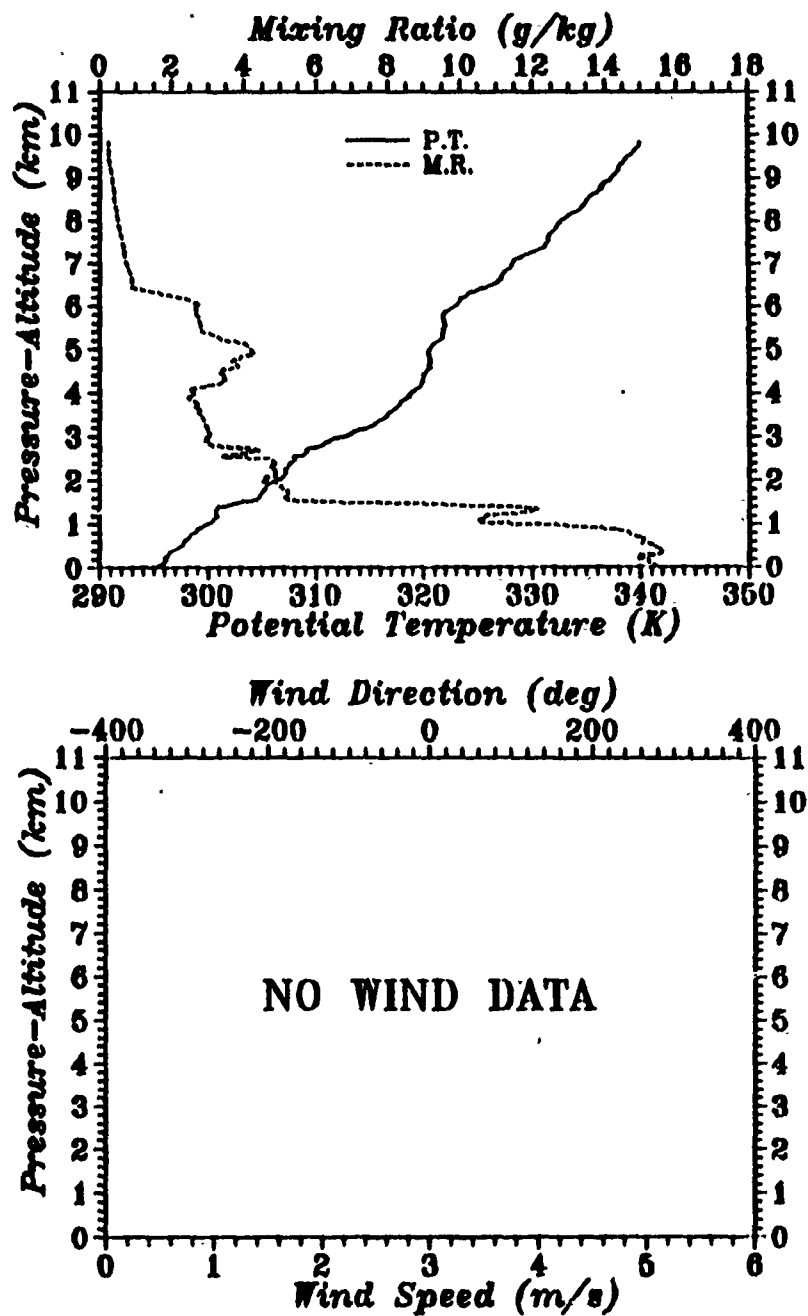 Mixing Ratio (g/kg)
0 2 4 6 8 10 12 14 16 18
Pressure-Altitude (km)
11 11
10 10
9 9
8 8
7 7
6 6
5 5
4 4
3 3
2 2
1 1
0 0
P.T.
M.R.
290 300 310 320 330 340 350
Potential Temperature (K)
Wind Direction (deg)
-400 -200 0 200 400
Pressure-Altitude (km)
11 11
10 10
9 9
8 8
7 7
6 6
5 5
4 4
3 3
2 2
1 1
0 0
NO WIND DATA
0 1 2 3 4 5 6
Wind Speed (m/s)